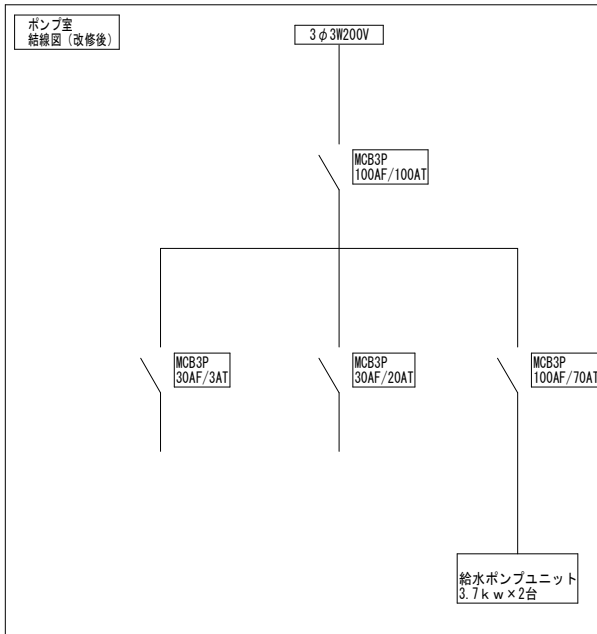 ポンプ室
結線図（改修後）
3φ3W200V
MCB3P
100AF/100AT
MCB3P
30AF/3AT
MCB3P
30AF/20AT
MCB3P
100AF/70AT
給水ポンプユニット
3.7ｋｗ×2台